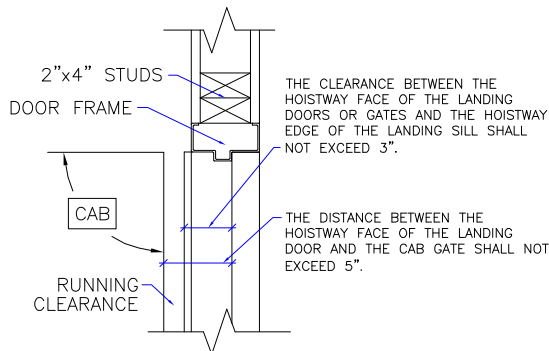 2"x4" STUDS
DOOR FRAME
THE CLEARANCE BETWEEN THE
HOISTWAY FACE OF THE LANDING
DOORS OR GATES AND THE HOISTWAY
EDGE OF THE LANDING SILL SHALL
NOT EXCEED 3".
CAB
THE DISTANCE BETWEEN THE
HOISTWAY FACE OF THE LANDING
DOOR AND THE CAB GATE SHALL NOT
EXCEED 5".
RUNNING
CLEARANCE